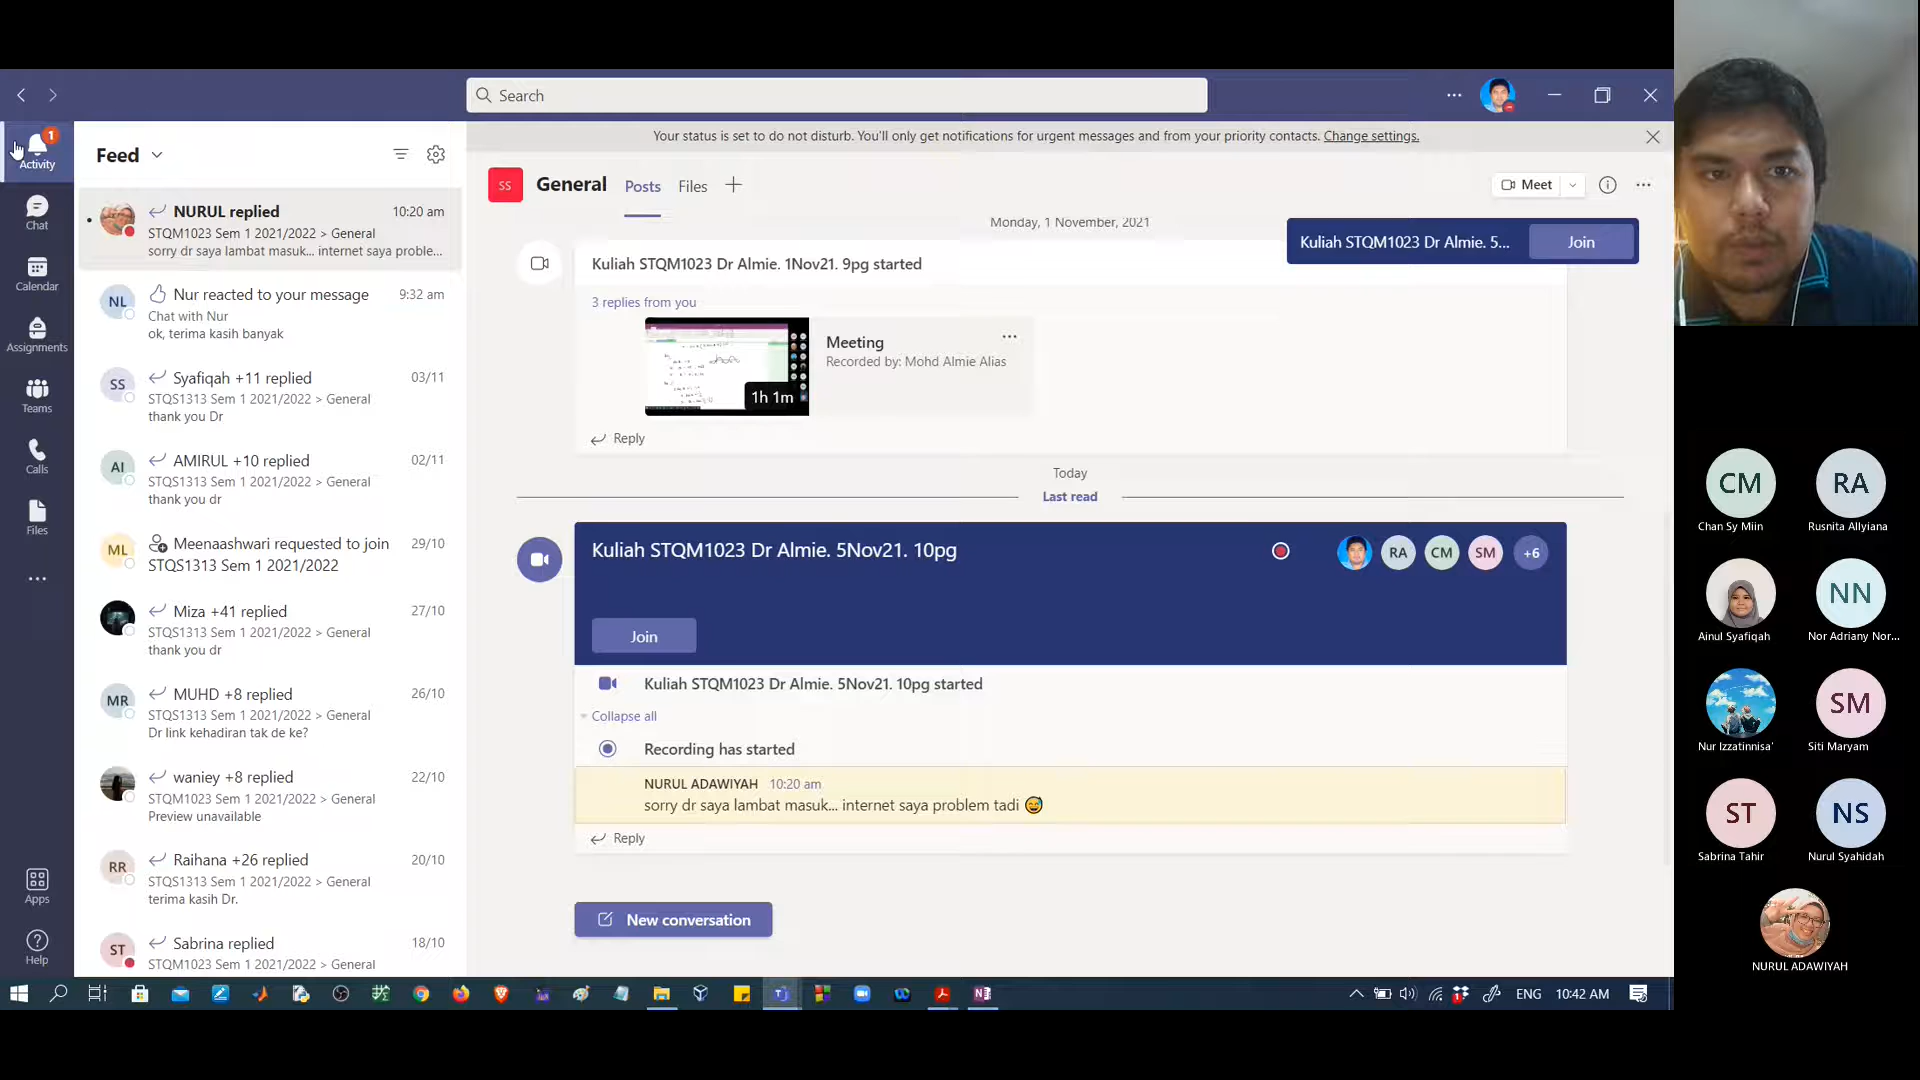 Search
Your status is set to do not disturb. You'll only get notifications for urgent messages and from your priority contacts. Change settings.
1
Activity
Chat
Calendar
Assignments
Teams
Calls
Files
Apps
Help
Feed
NURUL replied 10:20 am
STQM1023 Sem 1 2021/2022 > General
sorry dr saya lambat masuk... internet saya proble...
NL
Nur reacted to your message 9:32 am
Chat with Nur
ok, terima kasih banyak
SS
Syafiqah +11 replied 03/11
STQS1313 Sem 1 2021/2022 > General
thank you Dr
AI
AMIRUL +10 replied 02/11
STQS1313 Sem 1 2021/2022 > General
thank you dr
ML
Meenaashwari requested to join 29/10
STQS1313 Sem 1 2021/2022
Miza +41 replied 27/10
STQS1313 Sem 1 2021/2022 > General
thank you dr
MR
MUHD +8 replied 26/10
STQS1313 Sem 1 2021/2022 > General
Dr link kehadiran tak de ke?
waniey +8 replied 22/10
STQM1023 Sem 1 2021/2022 > General
Preview unavailable
RR
Raihana +26 replied 20/10
STQS1313 Sem 1 2021/2022 > General
terima kasih Dr.
ST
Sabrina replied 18/10
STQM1023 Sem 1 2021/2022 > General
SS General Posts Files
Meet
Monday, 1 November, 2021
Kuliah STQM1023 Dr Almie. 5... Join
Kuliah STQM1023 Dr Almie. 1Nov21. 9pg started
3 replies from you
1h 1m
Meeting
Recorded by: Mohd Almie Alias
Reply
Today
Last read
Kuliah STQM1023 Dr Almie. 5Nov21. 10pg
RA CM SM +6
Join
Kuliah STQM1023 Dr Almie. 5Nov21. 10pg started
Collapse all
Recording has started
NURUL ADAWIYAH 10:20 am
sorry dr saya lambat masuk... internet saya problem tadi 😅
Reply
New conversation
ENG 10:42 AM
CM
Chan Sy Miin
RA
Rusnita Allyiana
Ainul Syafiqah
NN
Nor Adriany Nor...
Nur Izzatinnisa'
SM
Siti Maryam
ST
Sabrina Tahir
NS
Nurul Syahidah
NURUL ADAWIYAH